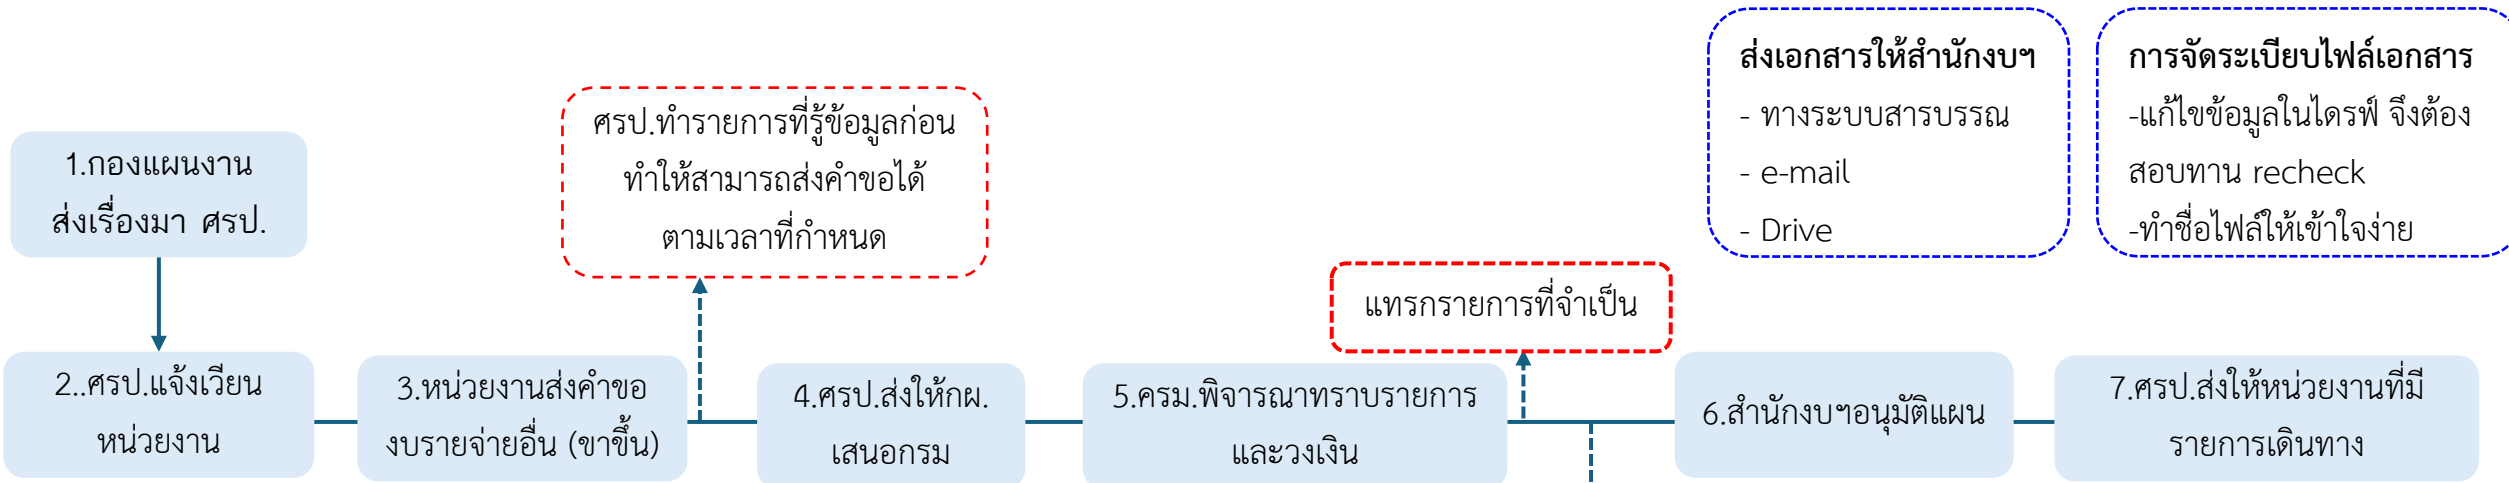 ส่งเอกสารให้สำนักงบฯ
- ทางระบบสารบรรณ
- e-mail
- Drive
การจัดระเบียบไฟล์เอกสาร
-แก้ไขข้อมูลในไดรฟ์ จึงต้อง
สอบทาน recheck
-ทำชื่อไฟล์ให้เข้าใจง่าย
ศรป.ทำรายการที่รู้ข้อมูลก่อน
ทำให้สามารถส่งคำขอได้
ตามเวลาที่กำหนด
1.กองแผนงาน
ส่งเรื่องมา ศรป.
แทรกรายการที่จำเป็น
2..ศรป.แจ้งเวียน
หน่วยงาน
3.หน่วยงานส่งคำขอ
งบรายจ่ายอื่น (ขาขึ้น)
4.ศรป.ส่งให้กผ.
เสนอกรม
5.ครม.พิจารณาทราบรายการ
และวงเงิน
6.สำนักงบฯอนุมัติแผน
7.ศรป.ส่งให้หน่วยงานที่มี
รายการเดินทาง